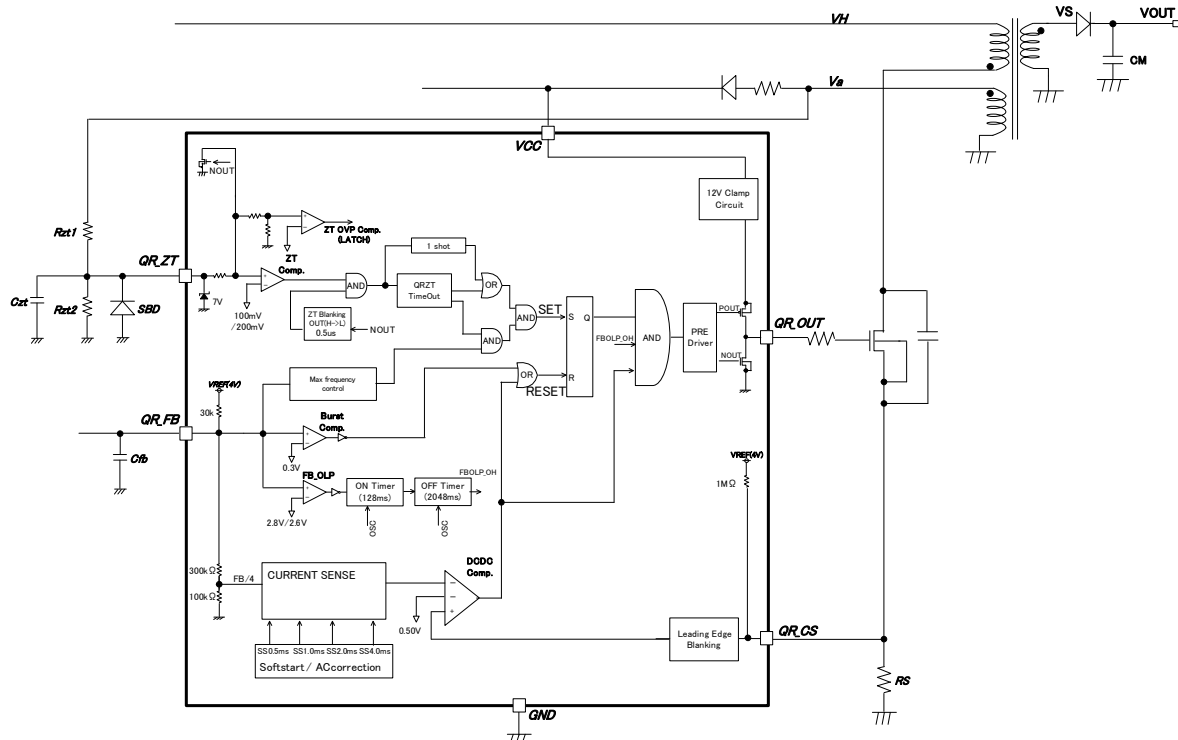 VH
VS
VOUT
CM
Va
VCC
NOUT
12V Clamp
Circuit
Rzt1
ZT OVP Comp.
(LATCH)
1 shot
QR_ZT
ZT
Comp.
AND
QRZT
TimeOut
OR
Czt
Rzt2
SBD
7V
100mV
/200mV
ZT Blanking
OUT(H->L)
0.5us
NOUT
AND
SET
S
Q
AND
FBOLP_OH
AND
PRE
Driver
POUT
NOUT
QR_OUT
Max frequency
control
OR
RESET
R
VREF(4V)
30k
QR_FB
Cfb
Burst
Comp.
0.3V
FB_OLP
2.8V/2.6V
ON Timer
(128ms)
OFF Timer
(2048ms)
FBOLP_OH
OSC
OSC
VREF(4V)
1MΩ
300kΩ
100kΩ
FB/4
CURRENT SENSE
DCDC
Comp.
0.50V
Leading Edge
Blanking
QR_CS
SS0.5ms
SS1.0ms
SS2.0ms
SS4.0ms
Softstart / ACcorrection
RS
GND